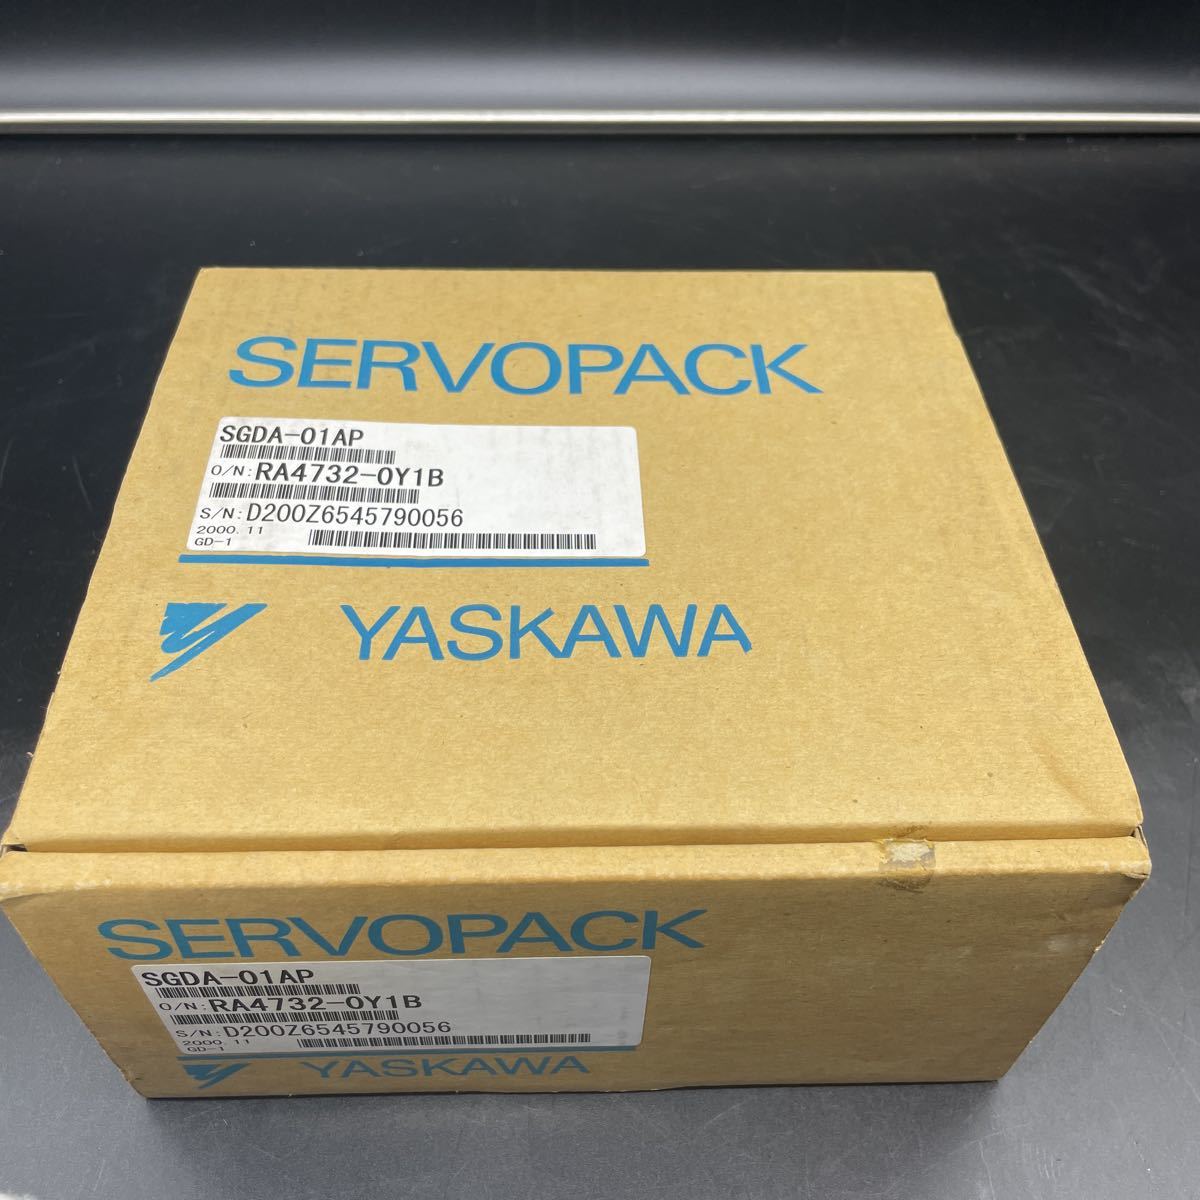 SERVOPACK
SGDA-01AP
O/N: RA4732-0Y1B
S/N: D200Z6545790056
2000.11
GD-1
YASKAWA
SERVOPACK
SGDA-01AP
O/N: RA4732-0Y1B
S/N: D200Z6545790056
2000.11
GD-1
YASKAWA